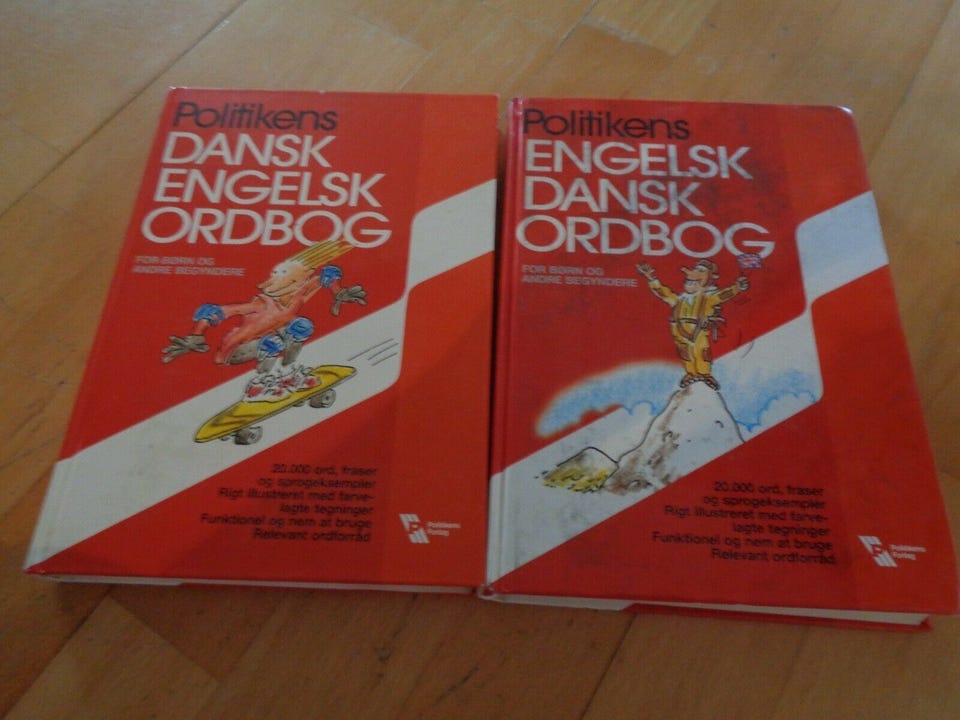 Politikens
DANSK
ENGELSK
ORDBOG
FOR BØRN OG
ANDRE BEGYNDERE
20.000 ord, fraser
og sprogeksempler
Rigt illustreret med farve-
lagte tegninger
Funktionel og nem at bruge
Relevant ordforråd
Politikens
Forlag
Politikens
ENGELSK
DANSK
ORDBOG
FOR BØRN OG
ANDRE BEGYNDERE
20.000 ord, fraser
og sprogeksempler
Rigt illustreret med farve-
lagte tegninger
Funktionel og nem at bruge
Relevant ordforråd
Politikens
Forlag